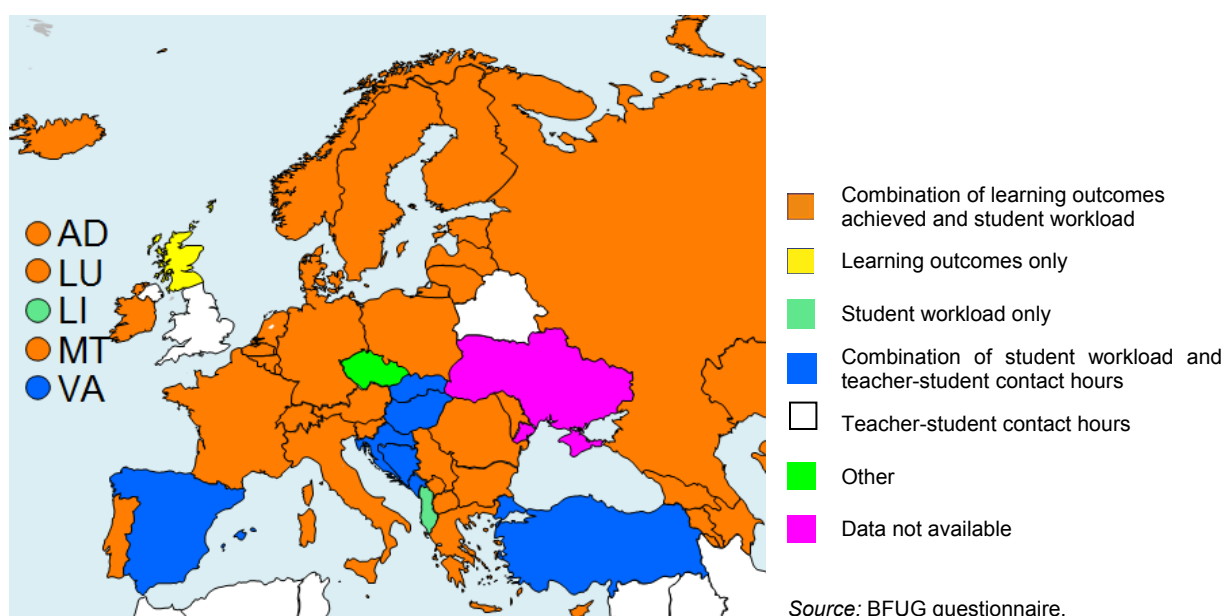 AD
LU
LI
MT
VA
Combination of learning outcomes
achieved and student workload
Learning outcomes only
Student workload only
Combination of student workload and
teacher-student contact hours
Teacher-student contact hours
Other
Data not available
Source: BFUG questionnaire.